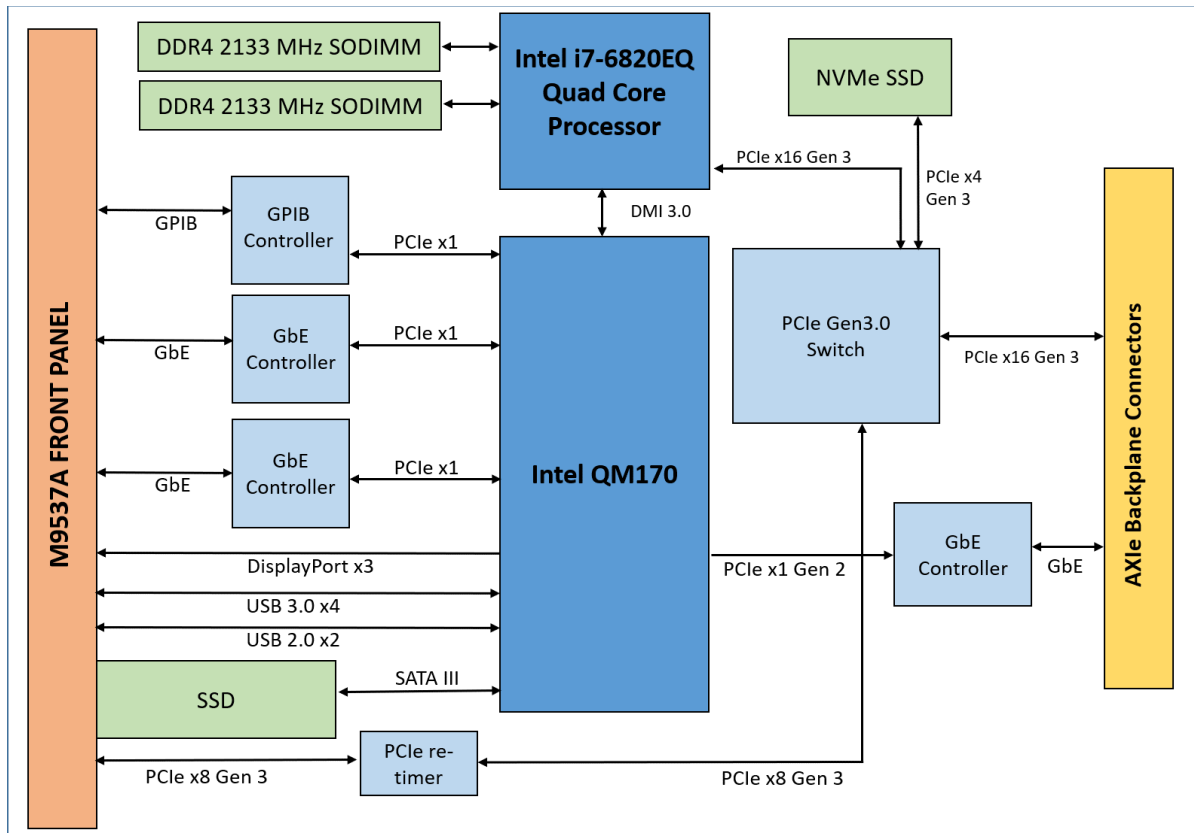 DDR4 2133 MHz SODIMM
DDR4 2133 MHz SODIMM
Intel i7-6820EQ
Quad Core
Processor
NVMe SSD
PCIe x16 Gen 3
PCIe x4
Gen 3
DMI 3.0
M9537A FRONT PANEL
GPIB
GPIB
Controller
PCIe x1
GbE
GbE
Controller
PCIe x1
GbE
GbE
Controller
PCIe x1
Intel QM170
PCIe Gen3.0
Switch
PCIe x16 Gen 3
AXIe Backplane Connectors
DisplayPort x3
USB 3.0 x4
USB 2.0 x2
PCIe x1 Gen 2
GbE
Controller
GbE
SSD
SATA III
PCIe x8 Gen 3
PCIe re-
timer
PCIe x8 Gen 3